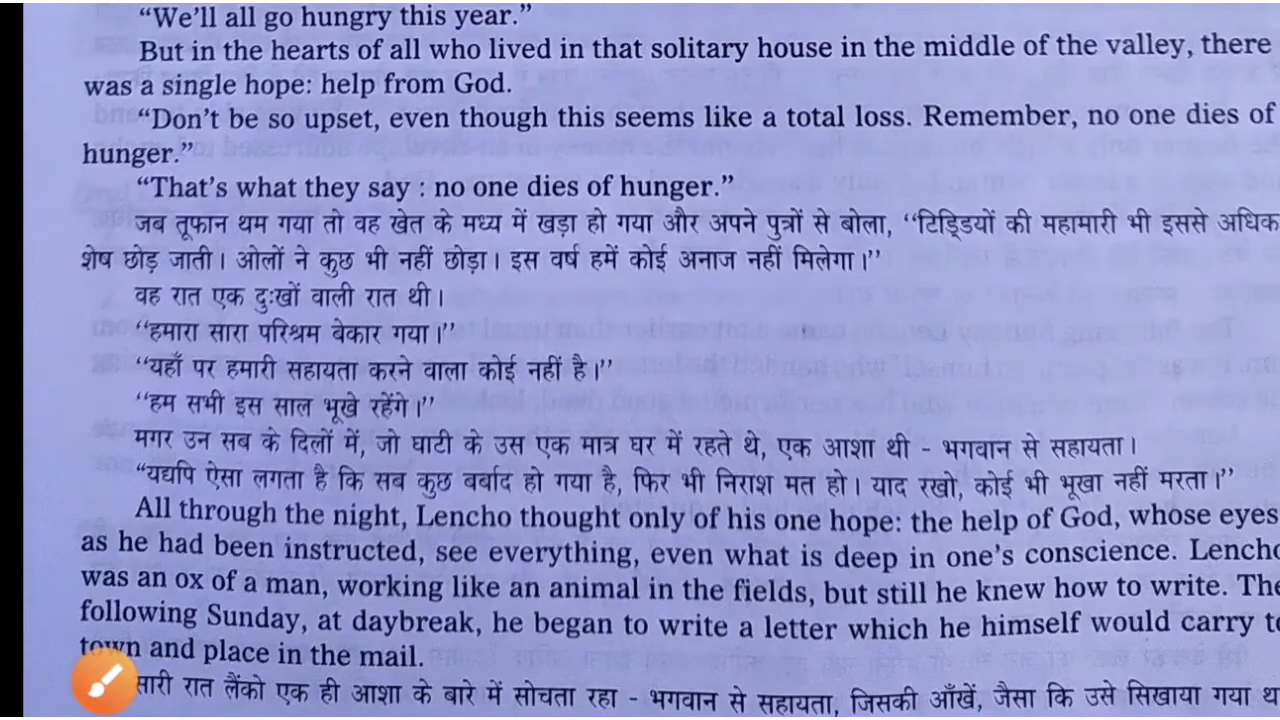 “We’ll all go hungry this year.”
But in the hearts of all who lived in that solitary house in the middle of the valley, there
was a single hope: help from God.
“Don’t be so upset, even though this seems like a total loss. Remember, no one dies of
hunger.”
“That’s what they say : no one dies of hunger.”
जब तूफान थम गया तो वह खेत के मध्य में खड़ा हो गया और अपने पुत्रों से बोला, “टिड्डियों की महामारी भी इससे अधिक
शेष छोड़ जाती। ओलों ने कुछ भी नहीं छोड़ा। इस वर्ष हमें कोई अनाज नहीं मिलेगा।”
वह रात एक दुःखों वाली रात थी।
“हमारा सारा परिश्रम बेकार गया।”
“यहाँ पर हमारी सहायता करने वाला कोई नहीं है।”
“हम सभी इस साल भूखे रहेंगे।”
मगर उन सब के दिलों में, जो घाटी के उस एक मात्र घर में रहते थे, एक आशा थी - भगवान से सहायता।
“यद्यपि ऐसा लगता है कि सब कुछ बर्बाद हो गया है, फिर भी निराश मत हो। याद रखो, कोई भी भूखा नहीं मरता।”
All through the night, Lencho thought only of his one hope: the help of God, whose eyes
as he had been instructed, see everything, even what is deep in one’s conscience. Lencho
was an ox of a man, working like an animal in the fields, but still he knew how to write. The
following Sunday, at daybreak, he began to write a letter which he himself would carry to
town and place in the mail.
सारी रात लैंको एक ही आशा के बारे में सोचता रहा - भगवान से सहायता, जिसकी आँखें, जैसा कि उसे सिखाया गया